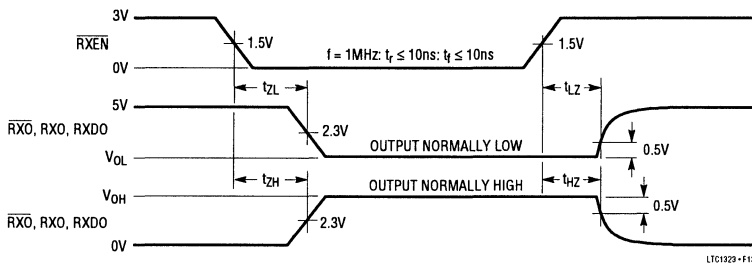 3V
RXEN
1.5V
f = 1MHz: tr ≤ 10ns: tf ≤ 10ns
1.5V
0V
tZL
tLZ
5V
RXO, RXO, RXDO
2.3V
OUTPUT NORMALLY LOW
0.5V
VOL
tZH
tHZ
VOH
OUTPUT NORMALLY HIGH
0.5V
RXO, RXO, RXDO
2.3V
0V